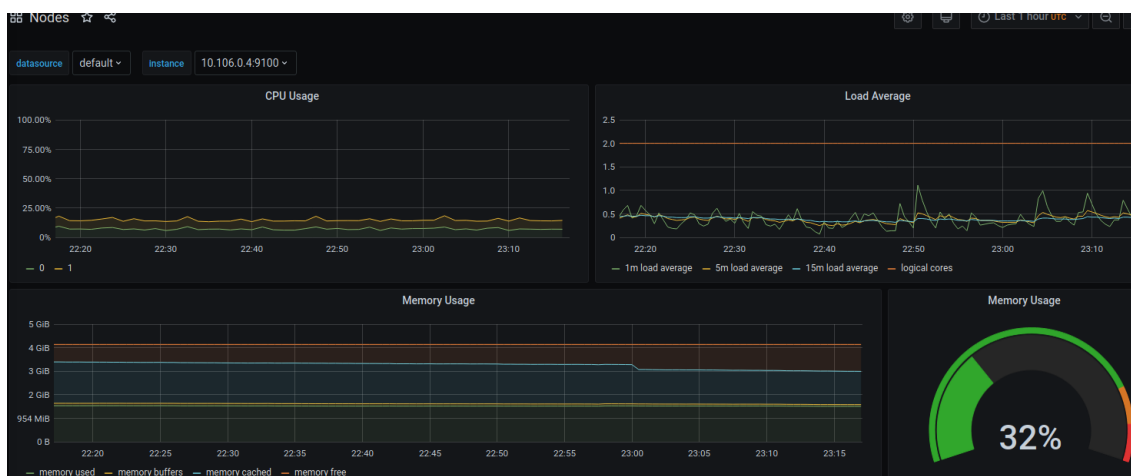 Nodes
Last 1 hour UTC
datasource default instance 10.106.0.4:9100
CPU Usage
100.00%
75.00%
50.00%
25.00%
0%
22:20 22:30 22:40 22:50 23:00 23:10
0 1
Load Average
2.5
2.0
1.5
1.0
0.5
0
22:20 22:30 22:40 22:50 23:00 23:10
1m load average 5m load average 15m load average logical cores
Memory Usage
5 GiB
4 GiB
3 GiB
2 GiB
954 MiB
0 B
22:20 22:25 22:30 22:35 22:40 22:45 22:50 22:55 23:00 23:05 23:10 23:15
memory used memory buffers memory cached memory free
Memory Usage
32%